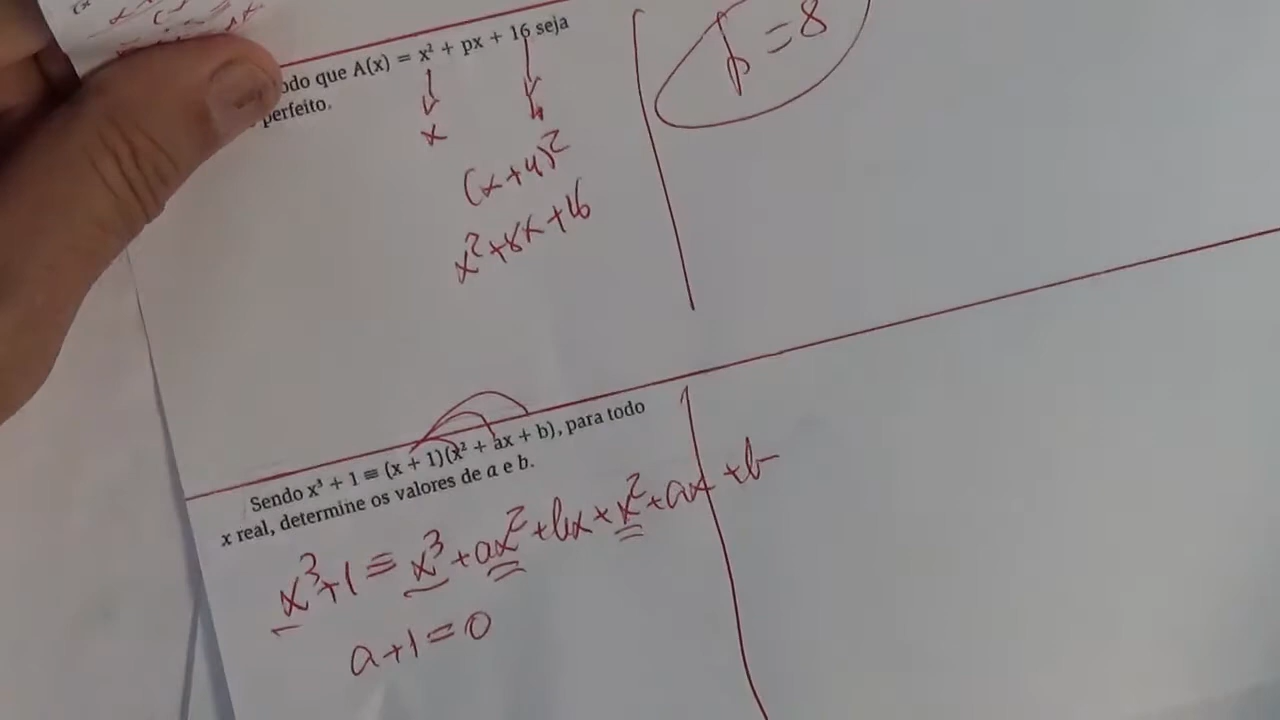 odo que A(x) = x² + px + 16 seja
perfeito.
x
4
(x+4)²
x²+8x+16
p=8
Sendo x³ + 1 ≡ (x + 1)(x² + ax + b), para todo
x real, determine os valores de a e b.
x³+1≡x³+ax²+bx+x²+ax+b
a+1=0